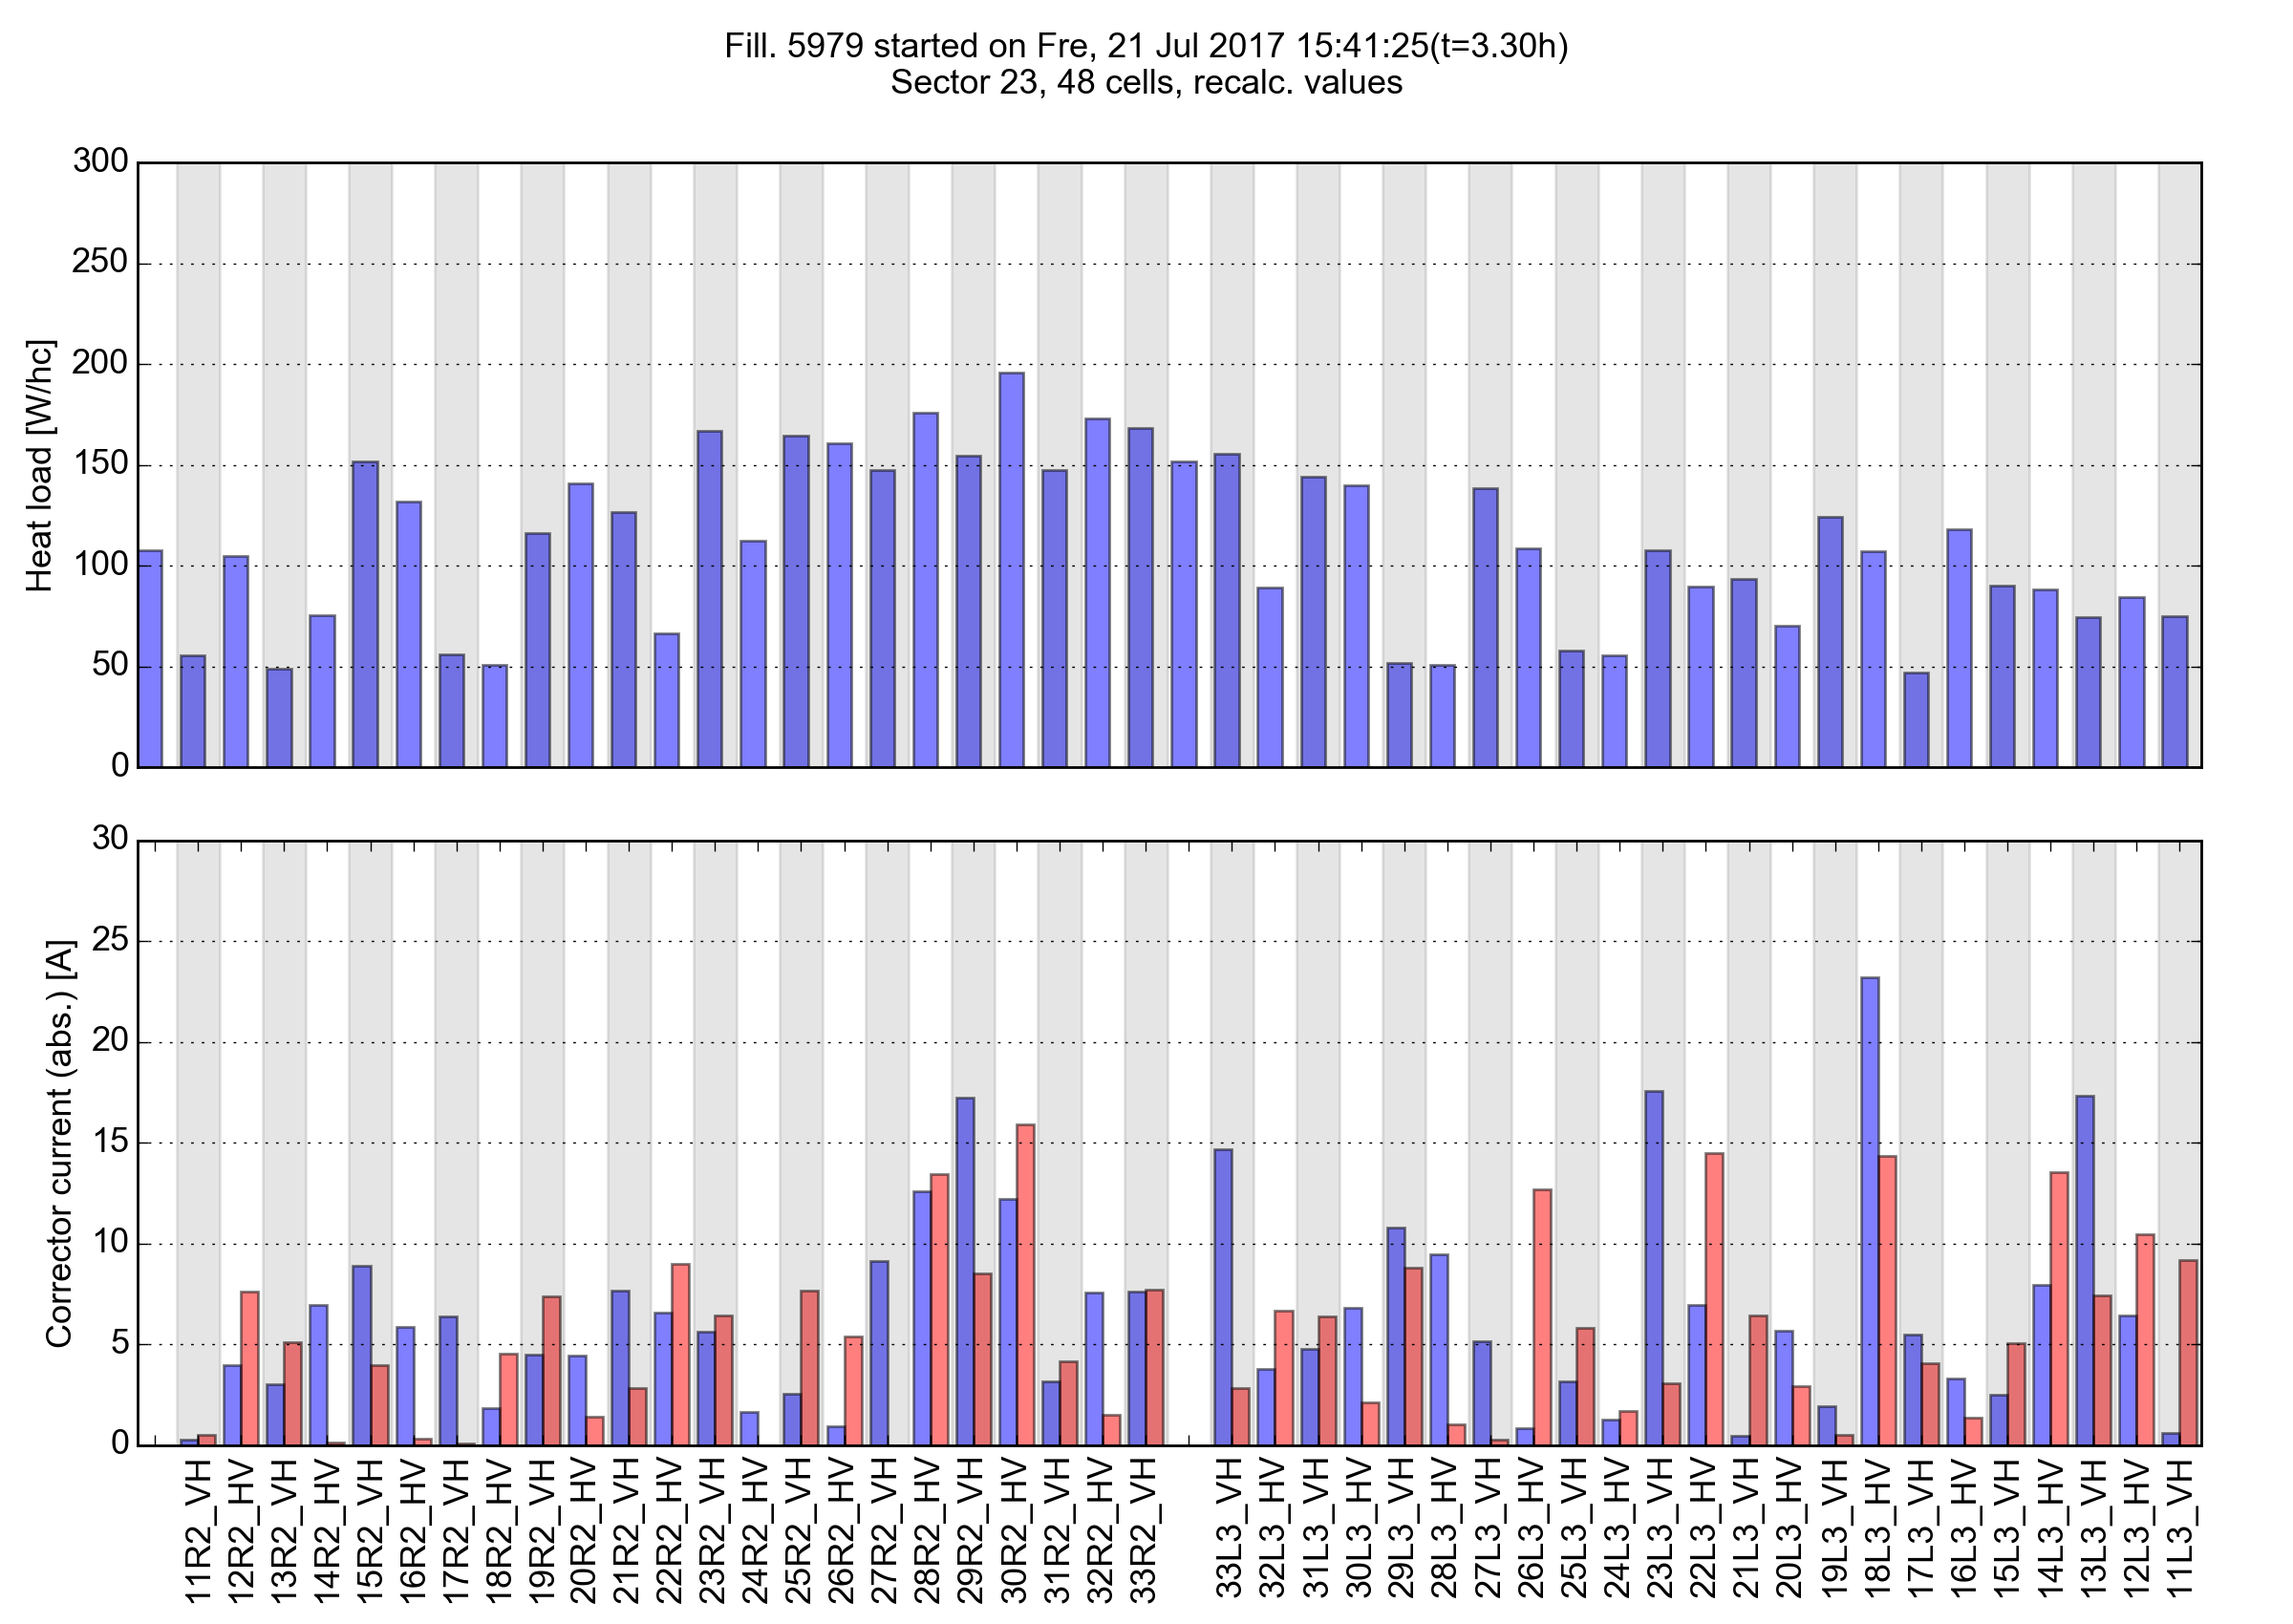 Fill. 5979 started on Fre, 21 Jul 2017 15:41:25(t=3.30h)
Sector 23, 48 cells, recalc. values
300
250
200
150
100
50
0
Heat load [W/hc]
30
25
20
15
10
5
0
Corrector current (abs.) [A]
11R2_VH
12R2_HV
13R2_VH
14R2_HV
15R2_VH
16R2_HV
17R2_VH
18R2_HV
19R2_VH
20R2_HV
21R2_VH
22R2_HV
23R2_VH
24R2_HV
25R2_VH
26R2_HV
27R2_VH
28R2_HV
29R2_VH
30R2_HV
31R2_VH
32R2_HV
33R2_VH
33L3_VH
32L3_HV
31L3_VH
30L3_HV
29L3_VH
28L3_HV
27L3_VH
26L3_HV
25L3_VH
24L3_HV
23L3_VH
22L3_HV
21L3_VH
20L3_HV
19L3_VH
18L3_HV
17L3_VH
16L3_HV
15L3_VH
14L3_HV
13L3_VH
12L3_HV
11L3_VH